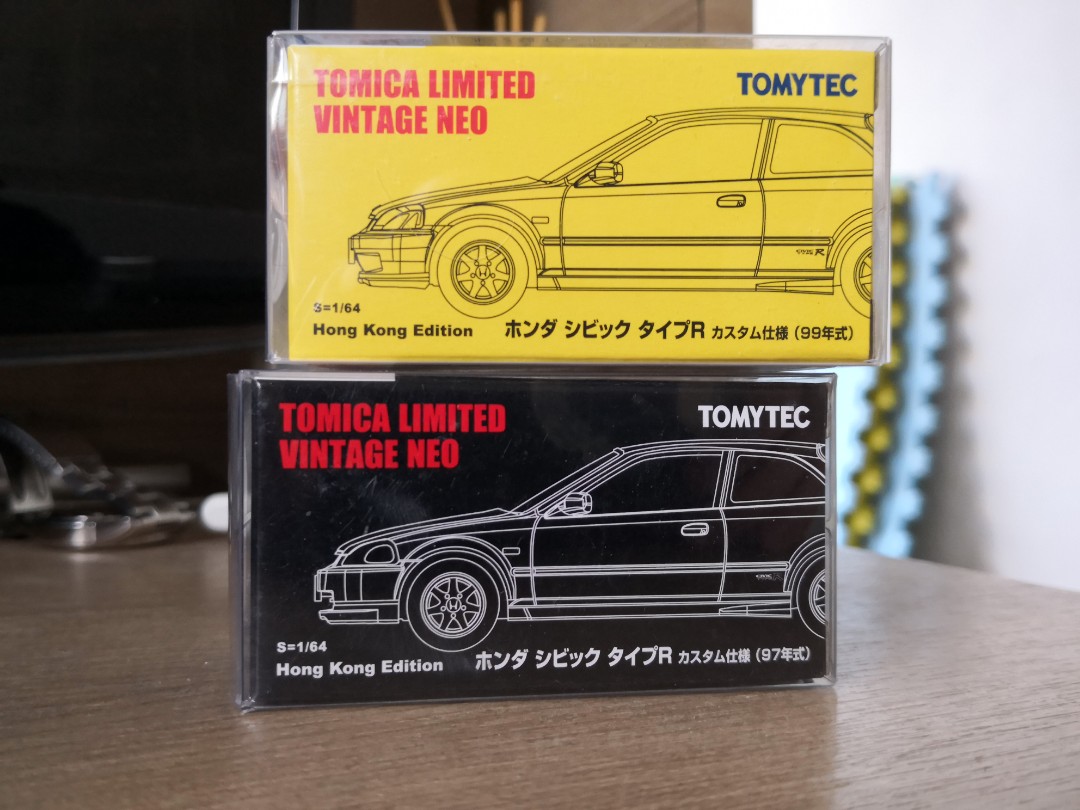 TOMICA LIMITED
VINTAGE NEO
TOMYTEC
CIVIC
TYPE R
S=1/64
Hong Kong Edition
ホンダ シビック タイプR カスタム仕様 (99年式)
TOMICA LIMITED
VINTAGE NEO
TOMYTEC
S=1/64
Hong Kong Edition
ホンダ シビック タイプR カスタム仕様 (97年式)